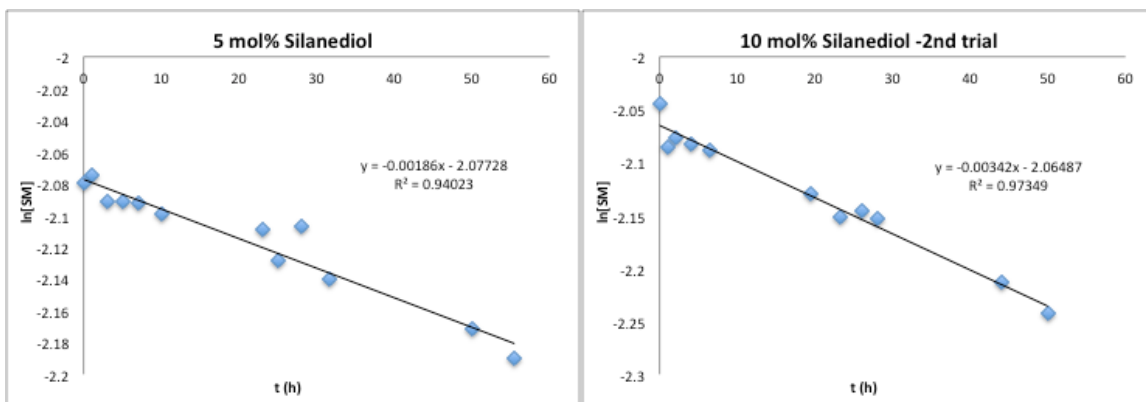 5 mol% Silanediol
-2
0 10 20 30 40 50 60
-2.02
-2.04
-2.06
-2.08
-2.1
-2.12
-2.14
-2.16
-2.18
-2.2
ln[SM]
y = -0.00186x - 2.07728
R² = 0.94023
t (h)
10 mol% Silanediol -2nd trial
-2
0 10 20 30 40 50 60
-2.05
-2.1
-2.15
-2.2
-2.25
-2.3
ln[SM]
y = -0.00342x - 2.06487
R² = 0.97349
t (h)